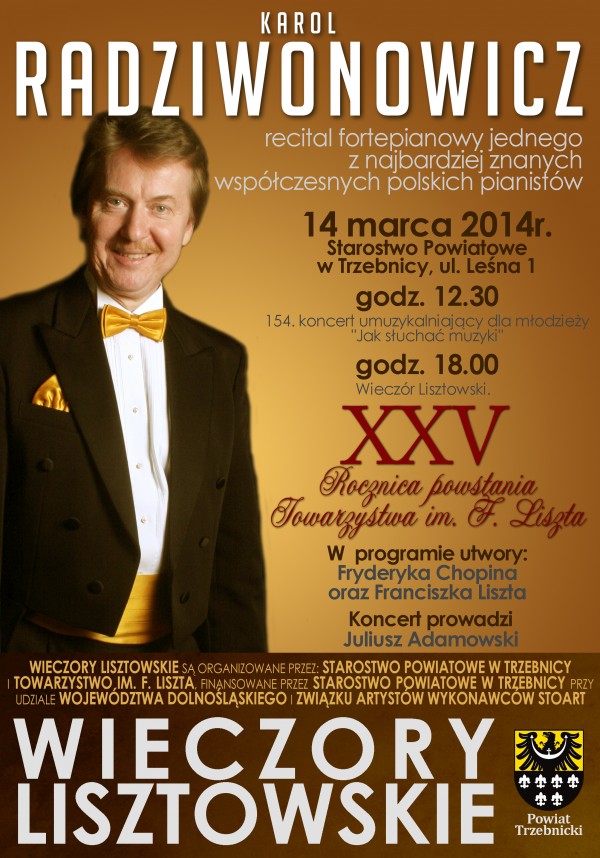 KAROL
RADZIWONOWICZ
recital fortepianowy jednego
z najbardziej znanych
współczesnych polskich pianistów
14 marca 2014r.
Starostwo Powiatowe
w Trzebnicy, ul. Leśna 1
godz. 12.30
154. koncert umuzykalniający dla młodzieży
"Jak słuchać muzyki"
godz. 18.00
Wieczór Lisztowski.
XXV
Rocznica powstania
Towarzystwa im. F. Liszta
W programie utwory:
Fryderyka Chopina
oraz Franciszka Liszta
Koncert prowadzi
Juliusz Adamowski
WIECZORY LISZTOWSKIE SĄ ORGANIZOWANE PRZEZ: STAROSTWO POWIATOWE W TRZEBNICY
I TOWARZYSTWO IM. F. LISZTA, FINANSOWANE PRZEZ STAROSTWO POWIATOWE W TRZEBNICY PRZY
UDZIALE WOJEWÓDZTWA DOLNOŚLĄSKIEGO I ZWIĄZKU ARTYSTÓW WYKONAWCÓW STOART
WIECZORY
LISZTOWSKIE
Powiat
Trzebnicki